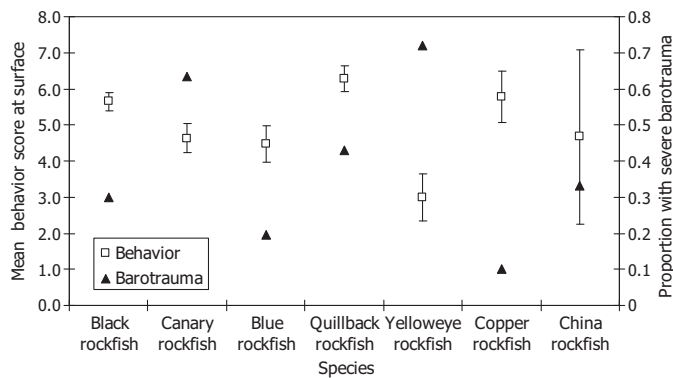 8.0
7.0
6.0
5.0
4.0
3.0
2.0
1.0
0.0
Mean behavior score at surface
0.8
0.7
0.6
0.5
0.4
0.3
0.2
0.1
0
Proportion with severe barotrauma
Behavior
Barotrauma
Black rockfish
Canary rockfish
Blue rockfish
Quillback rockfish
Yelloweye rockfish
Copper rockfish
China rockfish
Species